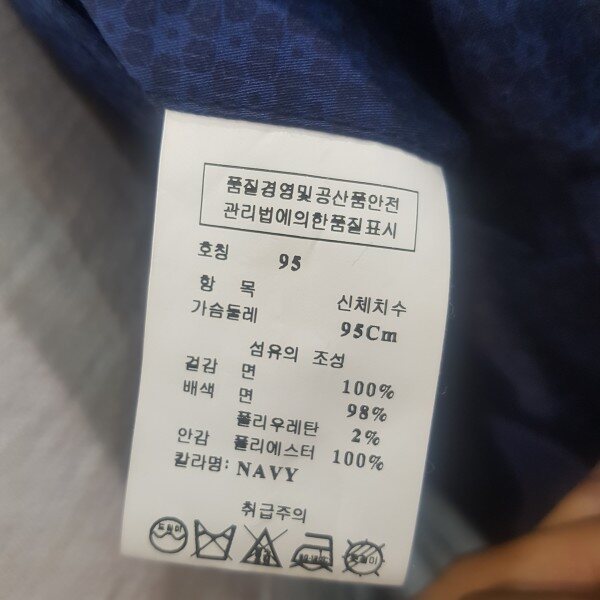 품질경영및공산품안전
관리법에의한품질표시
호칭 95
항 목 신체치수
가슴둘레 95Cm
섬유의 조성
겉감 면 100%
배색 면 98%
폴리우레탄 2%
안감 폴리에스터 100%
칼라명: NAVY
취급주의